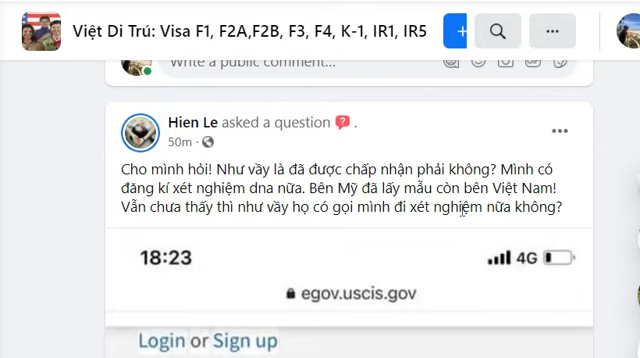 Việt Di Trú: Visa F1, F2A,F2B, F3, F4, K-1, IR1, IR5
Write a public comment...
Hien Le asked a question
50m
Cho mình hỏi! Như vầy là đã được chấp nhận phải không? Mình có
đăng kí xét nghiệm dna nữa. Bên Mỹ đã lấy mẫu còn bên Việt Nam!
Vẫn chưa thấy thì như vầy họ có gọi mình đi xét nghiệm nữa không?
18:23
4G
egov.uscis.gov
Login or Sign up